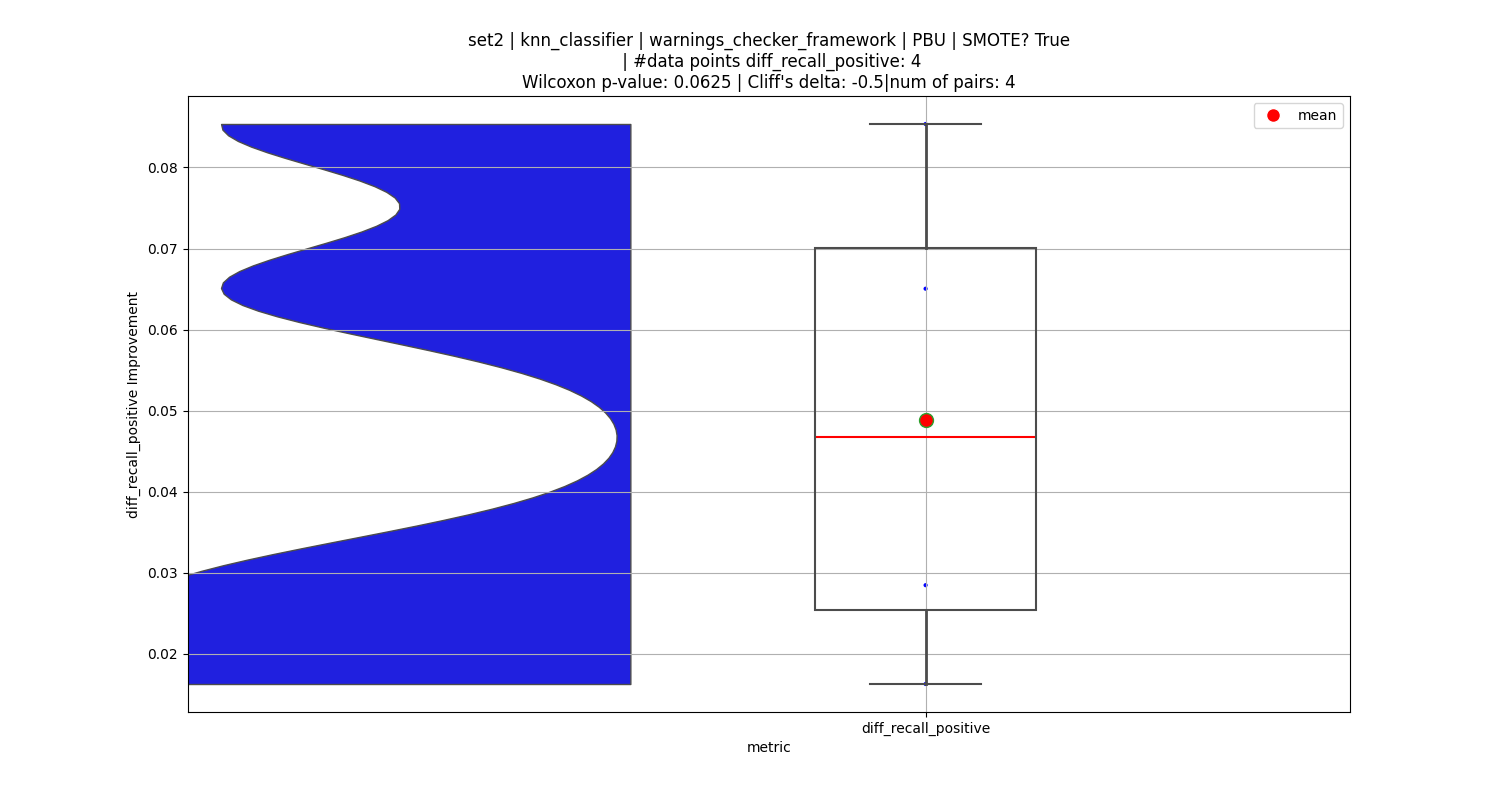 set2 | knn_classifier | warnings_checker_framework | PBU | SMOTE? True
| #data points diff_recall_positive: 4
Wilcoxon p-value: 0.0625 | Cliff's delta: -0.5|num of pairs: 4
mean
0.08
0.07
0.06
0.05
0.04
0.03
0.02
diff_recall_positive Improvement
diff_recall_positive
metric